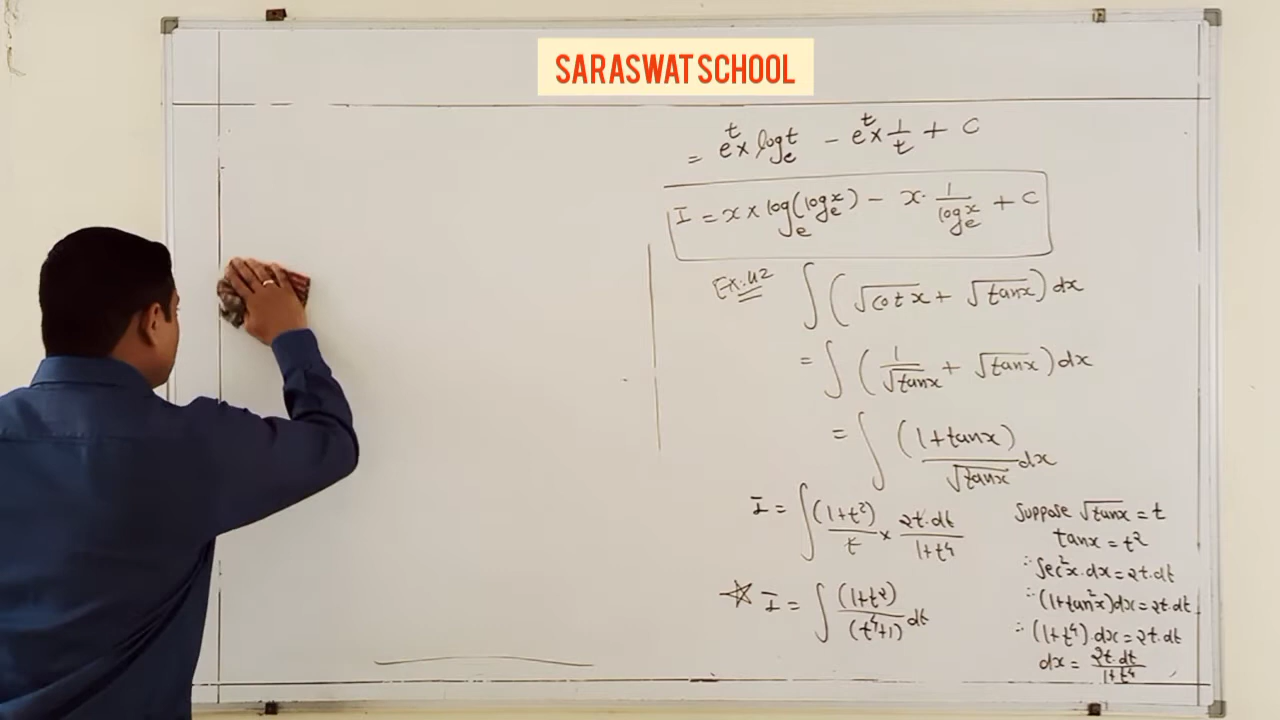 SARASWAT SCHOOL
= e^t × log_e t - e^t × 1/t + C
I = x × log_e(log_e x) - x · 1/log_e x + C
Ex:42 ∫(√cotx + √tanx) dx
= ∫(1/√tanx + √tanx) dx
= ∫ (1+tanx)/√tanx dx
I = ∫ (1+t²)/t × 2t·dt/1+t⁴
☆ I = ∫ (1+t²)/(t⁴+1) dt
Suppose √tanx = t
tanx = t²
∴ sec²x·dx = 2t·dt
∴ (1+tan²x)dx = 2t·dt
∴ (1+t⁴)·dx = 2t·dt
dx = 2t·dt/1+t⁴